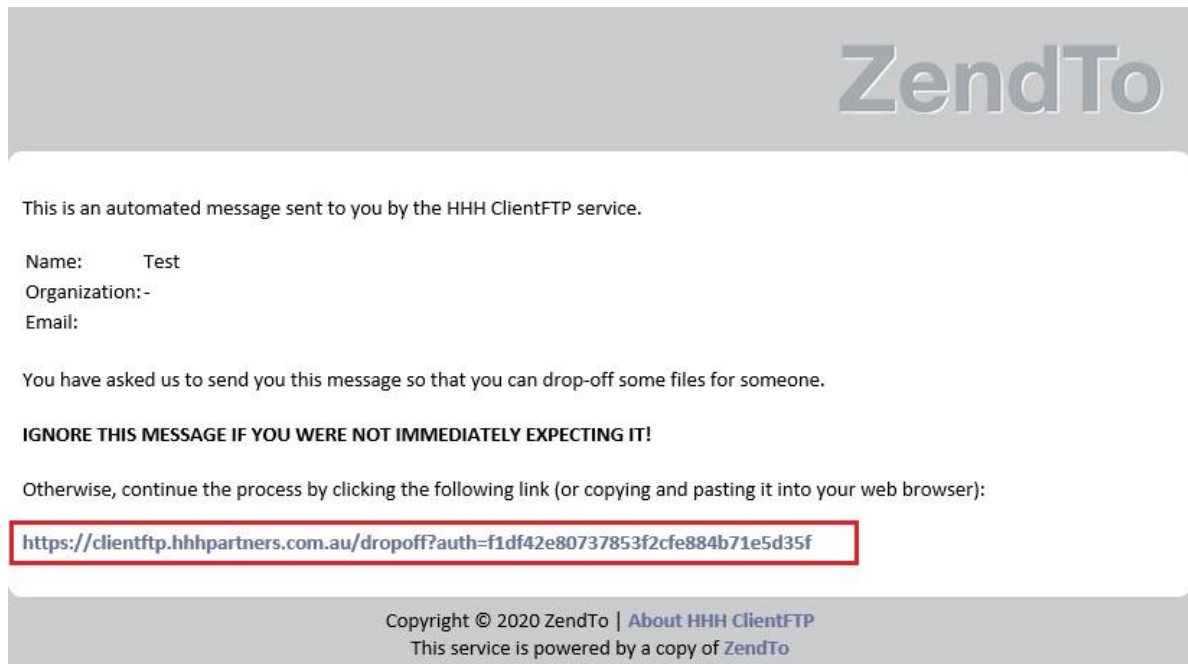 ZendTo
This is an automated message sent to you by the HHH ClientFTP service.
Name: Test
Organization: -
Email:
You have asked us to send you this message so that you can drop-off some files for someone.
IGNORE THIS MESSAGE IF YOU WERE NOT IMMEDIATELY EXPECTING IT!
Otherwise, continue the process by clicking the following link (or copying and pasting it into your web browser):
https://clientftp.hhhpartners.com.au/dropoff?auth=f1df42e80737853f2cfe884b71e5d35f
Copyright © 2020 ZendTo | About HHH ClientFTP
This service is powered by a copy of ZendTo